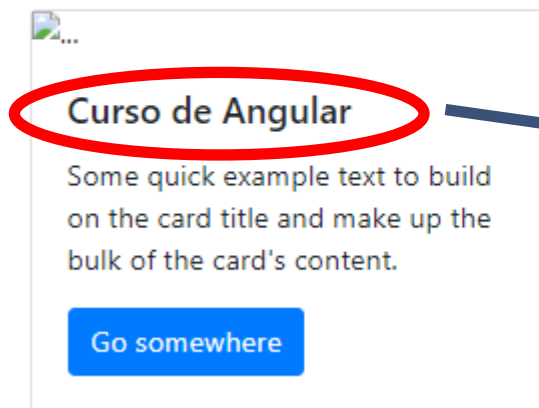 ...
Curso de Angular
Some quick example text to build
on the card title and make up the
bulk of the card's content.
Go somewhere